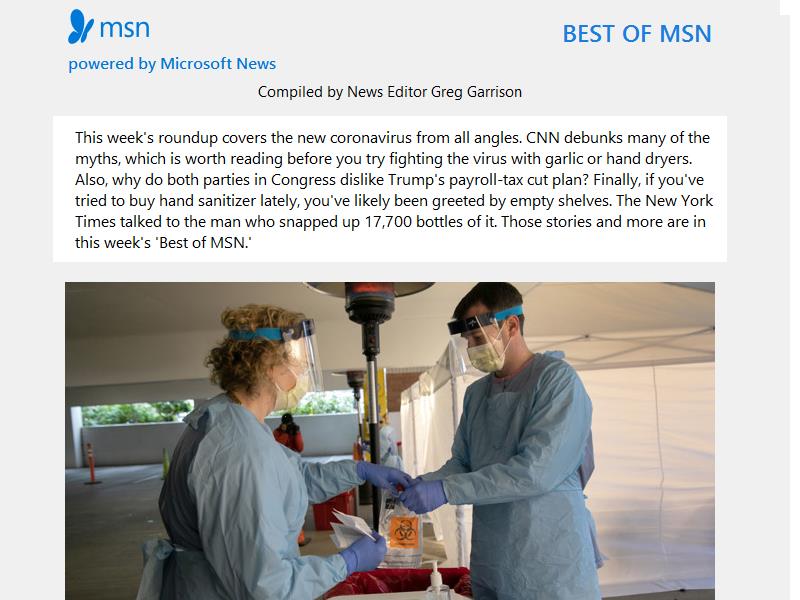 msn
BEST OF MSN
powered by Microsoft News
Compiled by News Editor Greg Garrison
This week's roundup covers the new coronavirus from all angles. CNN debunks many of the
myths, which is worth reading before you try fighting the virus with garlic or hand dryers.
Also, why do both parties in Congress dislike Trump's payroll-tax cut plan? Finally, if you've
tried to buy hand sanitizer lately, you've likely been greeted by empty shelves. The New York
Times talked to the man who snapped up 17,700 bottles of it. Those stories and more are in
this week's 'Best of MSN.'